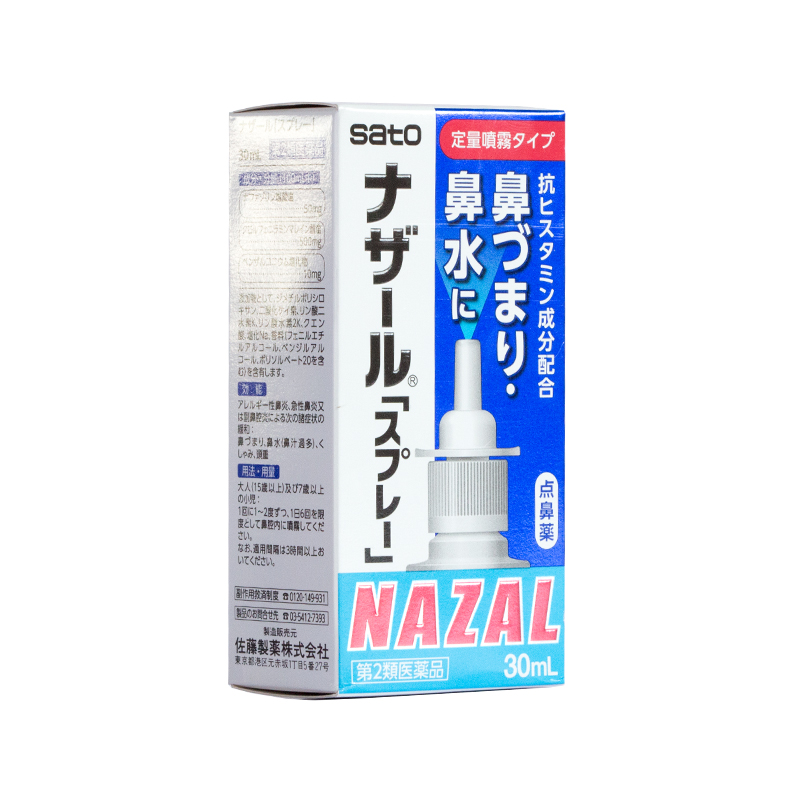 sato
定量噴霧タイプ
抗ヒスタミン成分配合
鼻づまり・
鼻水に
ナザール®「スプレー」
点鼻薬
NAZAL
第2類医薬品
30mL
ナザール「スプレー」
30mL
50mg
500mg
10mg
添加物として、ジメチルポリシロ
キサン、二酸化ケイ素、リン酸二
水素K、リン酸水素2K、クエン
酸、塩化Na、香料（フェニルエチ
ルアルコール、ベンジルアル
コール、ポリソルベート20を含
む）を含有します。
効 能
アレルギー性鼻炎、急性鼻炎又
は副鼻腔炎による次の諸症状の
緩和：
鼻づまり、鼻水（鼻汁過多）、く
しゃみ、頭重
用法・用量
大人（15歳以上）及び7歳以上
の小児：
1回に1～2度ずつ、1日6回を限
度として鼻腔内に噴霧してくだ
さい。
なお、適用間隔は3時間以上お
いてください。
副作用救済制度 ☎0120-149-931
製品のお問合せ先 ☎03-5412-7393
製造販売元
佐藤製薬株式会社
東京都港区元赤坂1丁目5番27号